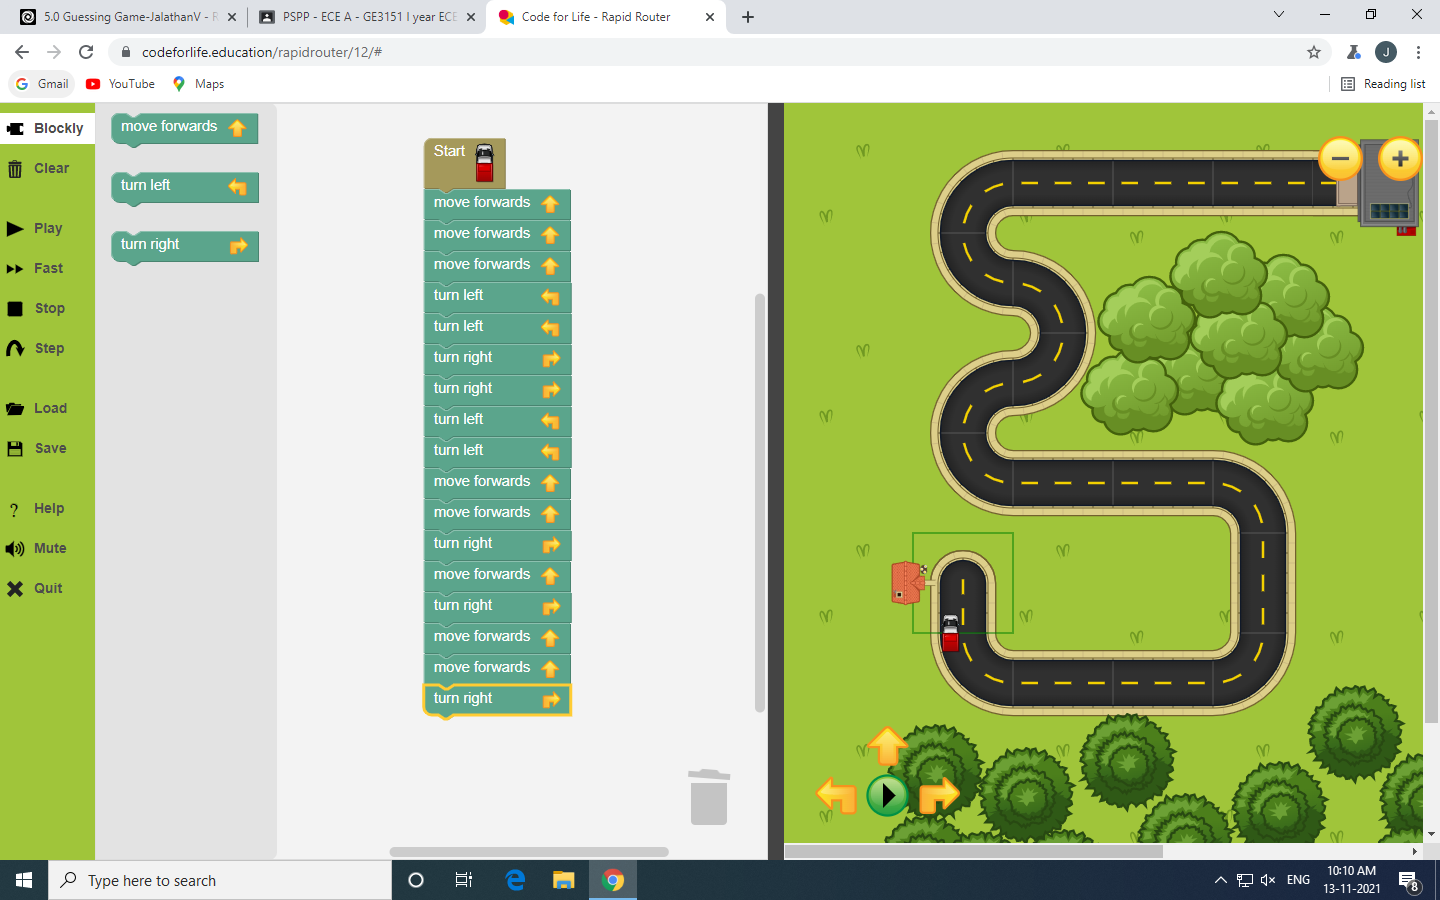 5.0 Guessing Game-JalathanV - R
PSPP - ECE A - GE3151 I year ECE
Code for Life - Rapid Router
codeforlife.education/rapidrouter/12/#
J
Gmail
YouTube
Maps
Reading list
Blockly
Clear
Play
Fast
Stop
Step
Load
Save
Help
Mute
Quit
move forwards
turn left
turn right
Start
move forwards
move forwards
move forwards
turn left
turn left
turn right
turn right
turn left
turn left
move forwards
move forwards
turn right
move forwards
turn right
move forwards
move forwards
turn right
Type here to search
ENG
10:10 AM
13-11-2021
8